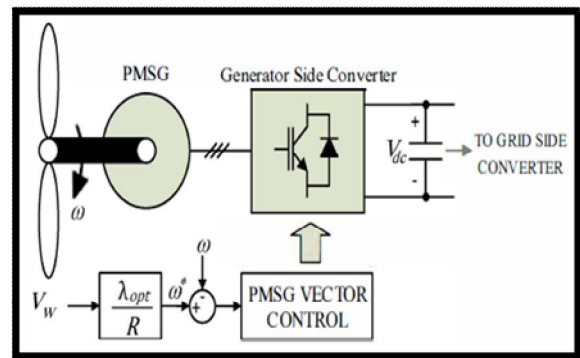 PMSG
Generator Side Converter
+
V_dc
-
TO GRID SIDE
CONVERTER
ω
ω
V_W
λ_opt
R
ω*
+
-
PMSG VECTOR
CONTROL